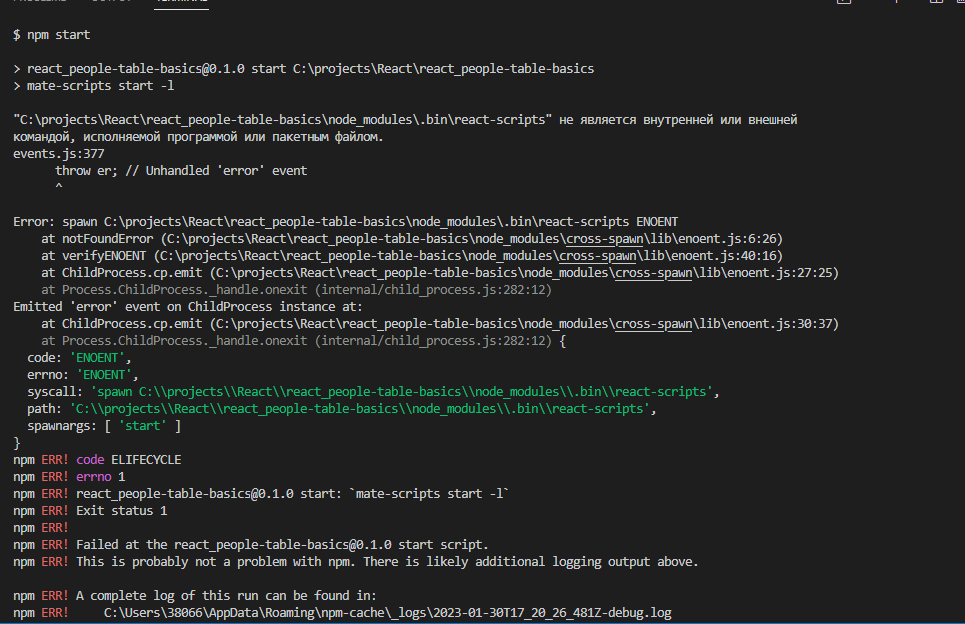 TERMINAL
$ npm start
> react_people-table-basics@0.1.0 start C:\projects\React\react_people-table-basics
> mate-scripts start -l
"C:\projects\React\react_people-table-basics\node_modules\.bin\react-scripts" не является внутренней или внешней
командой, исполняемой программой или пакетным файлом.
events.js:377
      throw er; // Unhandled 'error' event
      ^
Error: spawn C:\projects\React\react_people-table-basics\node_modules\.bin\react-scripts ENOENT
    at notFoundError (C:\projects\React\react_people-table-basics\node_modules\cross-spawn\lib\enoent.js:6:26)
    at verifyENOENT (C:\projects\React\react_people-table-basics\node_modules\cross-spawn\lib\enoent.js:40:16)
    at ChildProcess.cp.emit (C:\projects\React\react_people-table-basics\node_modules\cross-spawn\lib\enoent.js:27:25)
    at Process.ChildProcess._handle.onexit (internal/child_process.js:282:12)
Emitted 'error' event on ChildProcess instance at:
    at ChildProcess.cp.emit (C:\projects\React\react_people-table-basics\node_modules\cross-spawn\lib\enoent.js:30:37)
    at Process.ChildProcess._handle.onexit (internal/child_process.js:282:12) {
  code: 'ENOENT',
  errno: 'ENOENT',
  syscall: 'spawn C:\\projects\\React\\react_people-table-basics\\node_modules\\.bin\\react-scripts',
  path: 'C:\\projects\\React\\react_people-table-basics\\node_modules\\.bin\\react-scripts',
  spawnargs: [ 'start' ]
}
npm ERR! code ELIFECYCLE
npm ERR! errno 1
npm ERR! react_people-table-basics@0.1.0 start: `mate-scripts start -l`
npm ERR! Exit status 1
npm ERR!
npm ERR! Failed at the react_people-table-basics@0.1.0 start script.
npm ERR! This is probably not a problem with npm. There is likely additional logging output above.
npm ERR! A complete log of this run can be found in:
npm ERR!     C:\Users\38066\AppData\Roaming\npm-cache\_logs\2023-01-30T17_20_26_481Z-debug.log